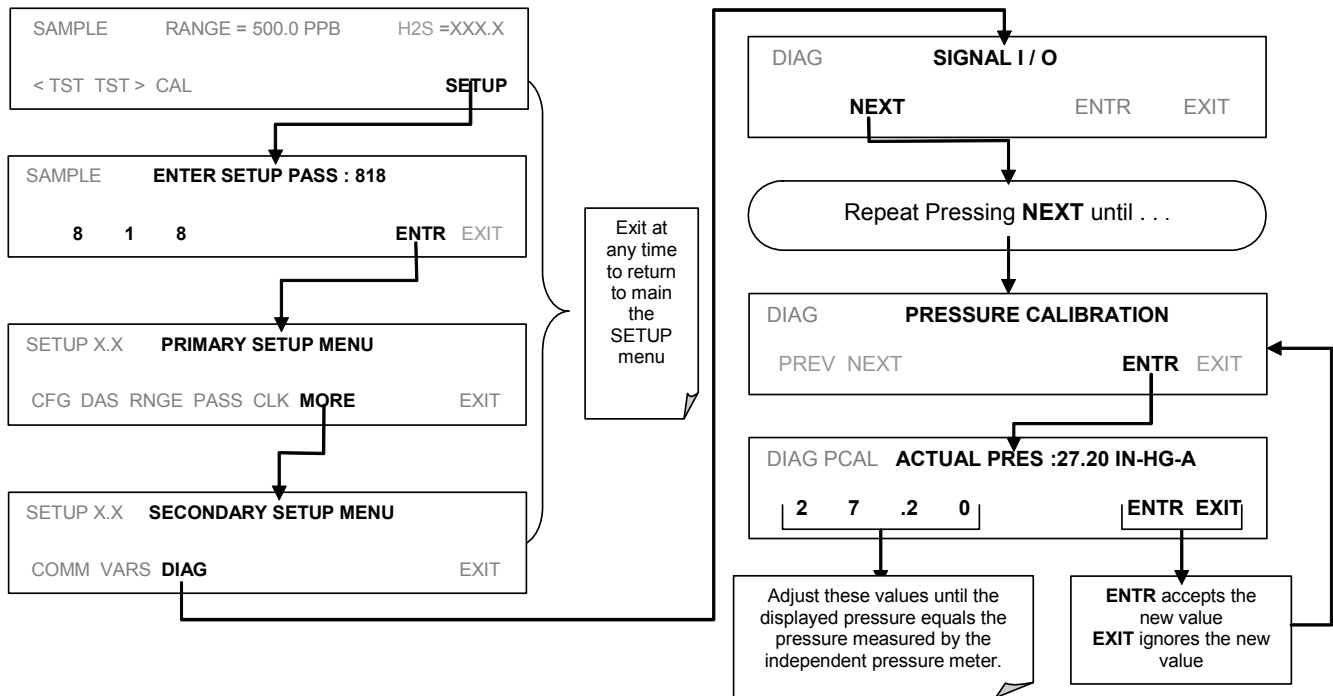 SAMPLE RANGE = 500.0 PPB H2S =XXX.X
< TST TST > CAL SETUP
SAMPLE ENTER SETUP PASS : 818
8 1 8 ENTR EXIT
SETUP X.X PRIMARY SETUP MENU
CFG DAS RNGE PASS CLK MORE EXIT
SETUP X.X SECONDARY SETUP MENU
COMM VARS DIAG EXIT
Exit at
any time
to return
to main
the
SETUP
menu
DIAG SIGNAL I / O
NEXT ENTR EXIT
Repeat Pressing NEXT until . . .
DIAG PRESSURE CALIBRATION
PREV NEXT ENTR EXIT
DIAG PCAL ACTUAL PRES :27.20 IN-HG-A
2 7 .2 0 ENTR EXIT
Adjust these values until the
displayed pressure equals the
pressure measured by the
independent pressure meter.
ENTR accepts the
new value
EXIT ignores the new
value